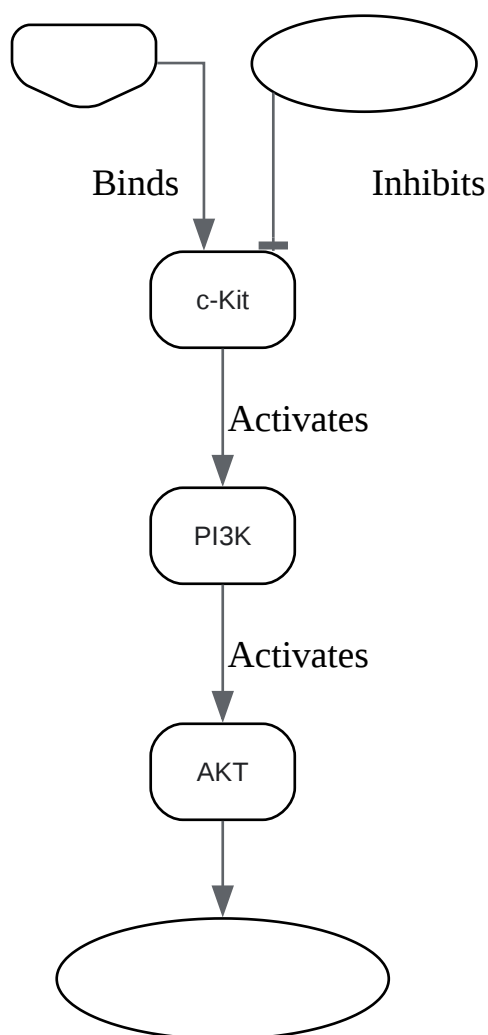 Binds
Inhibits
c-Kit
Activates
PI3K
Activates
AKT